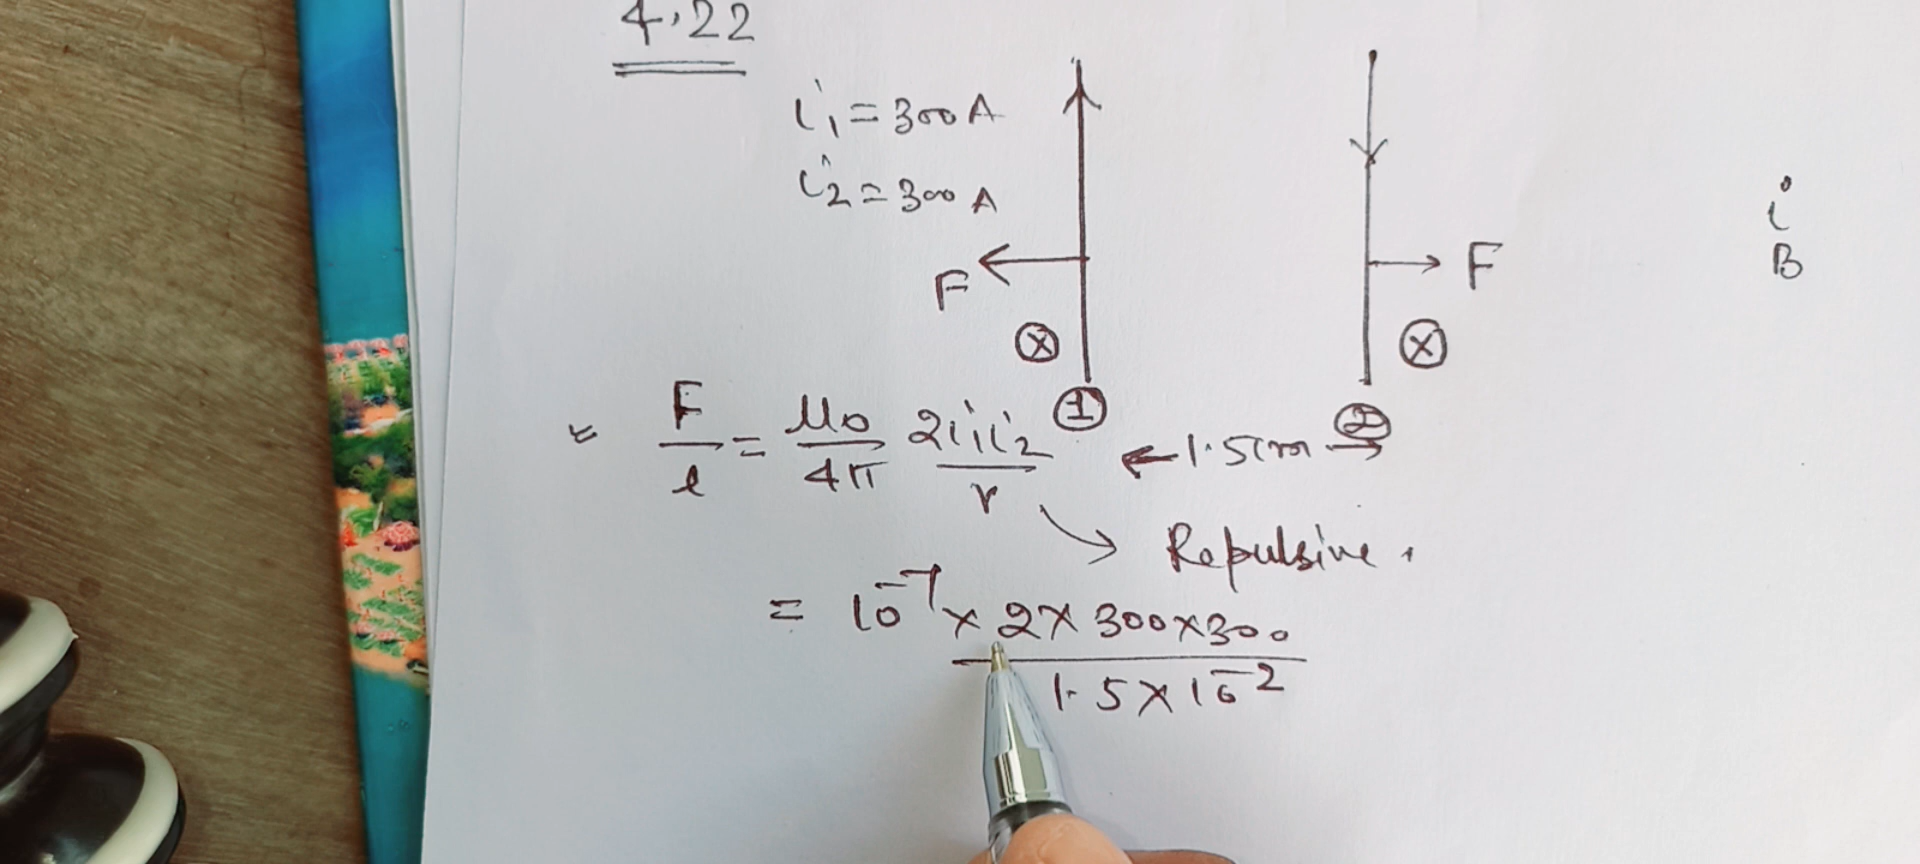 4.22
i₁ = 300 A
i₂ = 300 A
i
B
F
F
ⓧ
ⓧ
①
②
= F/l = μ₀/4π 2i₁i₂/r
← 1.5cm →
→ Repulsive.
= 10⁻⁷ × 2 × 300 × 300
1.5 × 10⁻²